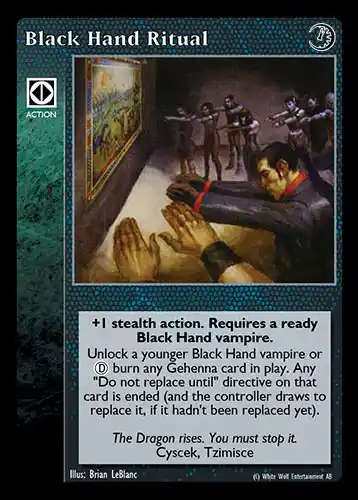 Black Hand Ritual
ACTION
+1 stealth action. Requires a ready
Black Hand vampire.
Unlock a younger Black Hand vampire or
Ⓓ burn any Gehenna card in play. Any
"Do not replace until" directive on that
card is ended (and the controller draws to
replace it, if it hadn't been replaced yet).
The Dragon rises. You must stop it.
Cyscek, Tzimisce
Illus: Brian LeBlanc
(C) White Wolf Entertainment AB